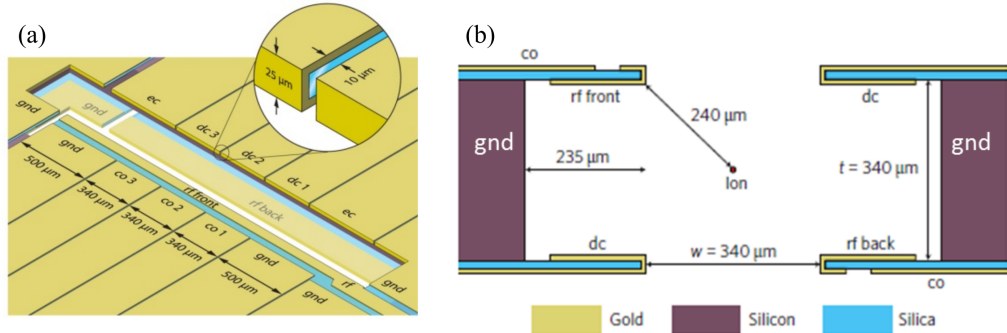 (a)
25 μm
10 μm
gnd
gnd
ec
dc 3
dc 2
dc 1
ec
gnd
500 μm
co 3
340 μm
co 2
340 μm
co 1
340 μm
gnd
500 μm
gnd
rf front
rf back
rf
gnd
(b)
co
rf front
dc
240 μm
gnd
235 μm
Ion
t = 340 μm
gnd
dc
w = 340 μm
rf back
co
Gold
Silicon
Silica